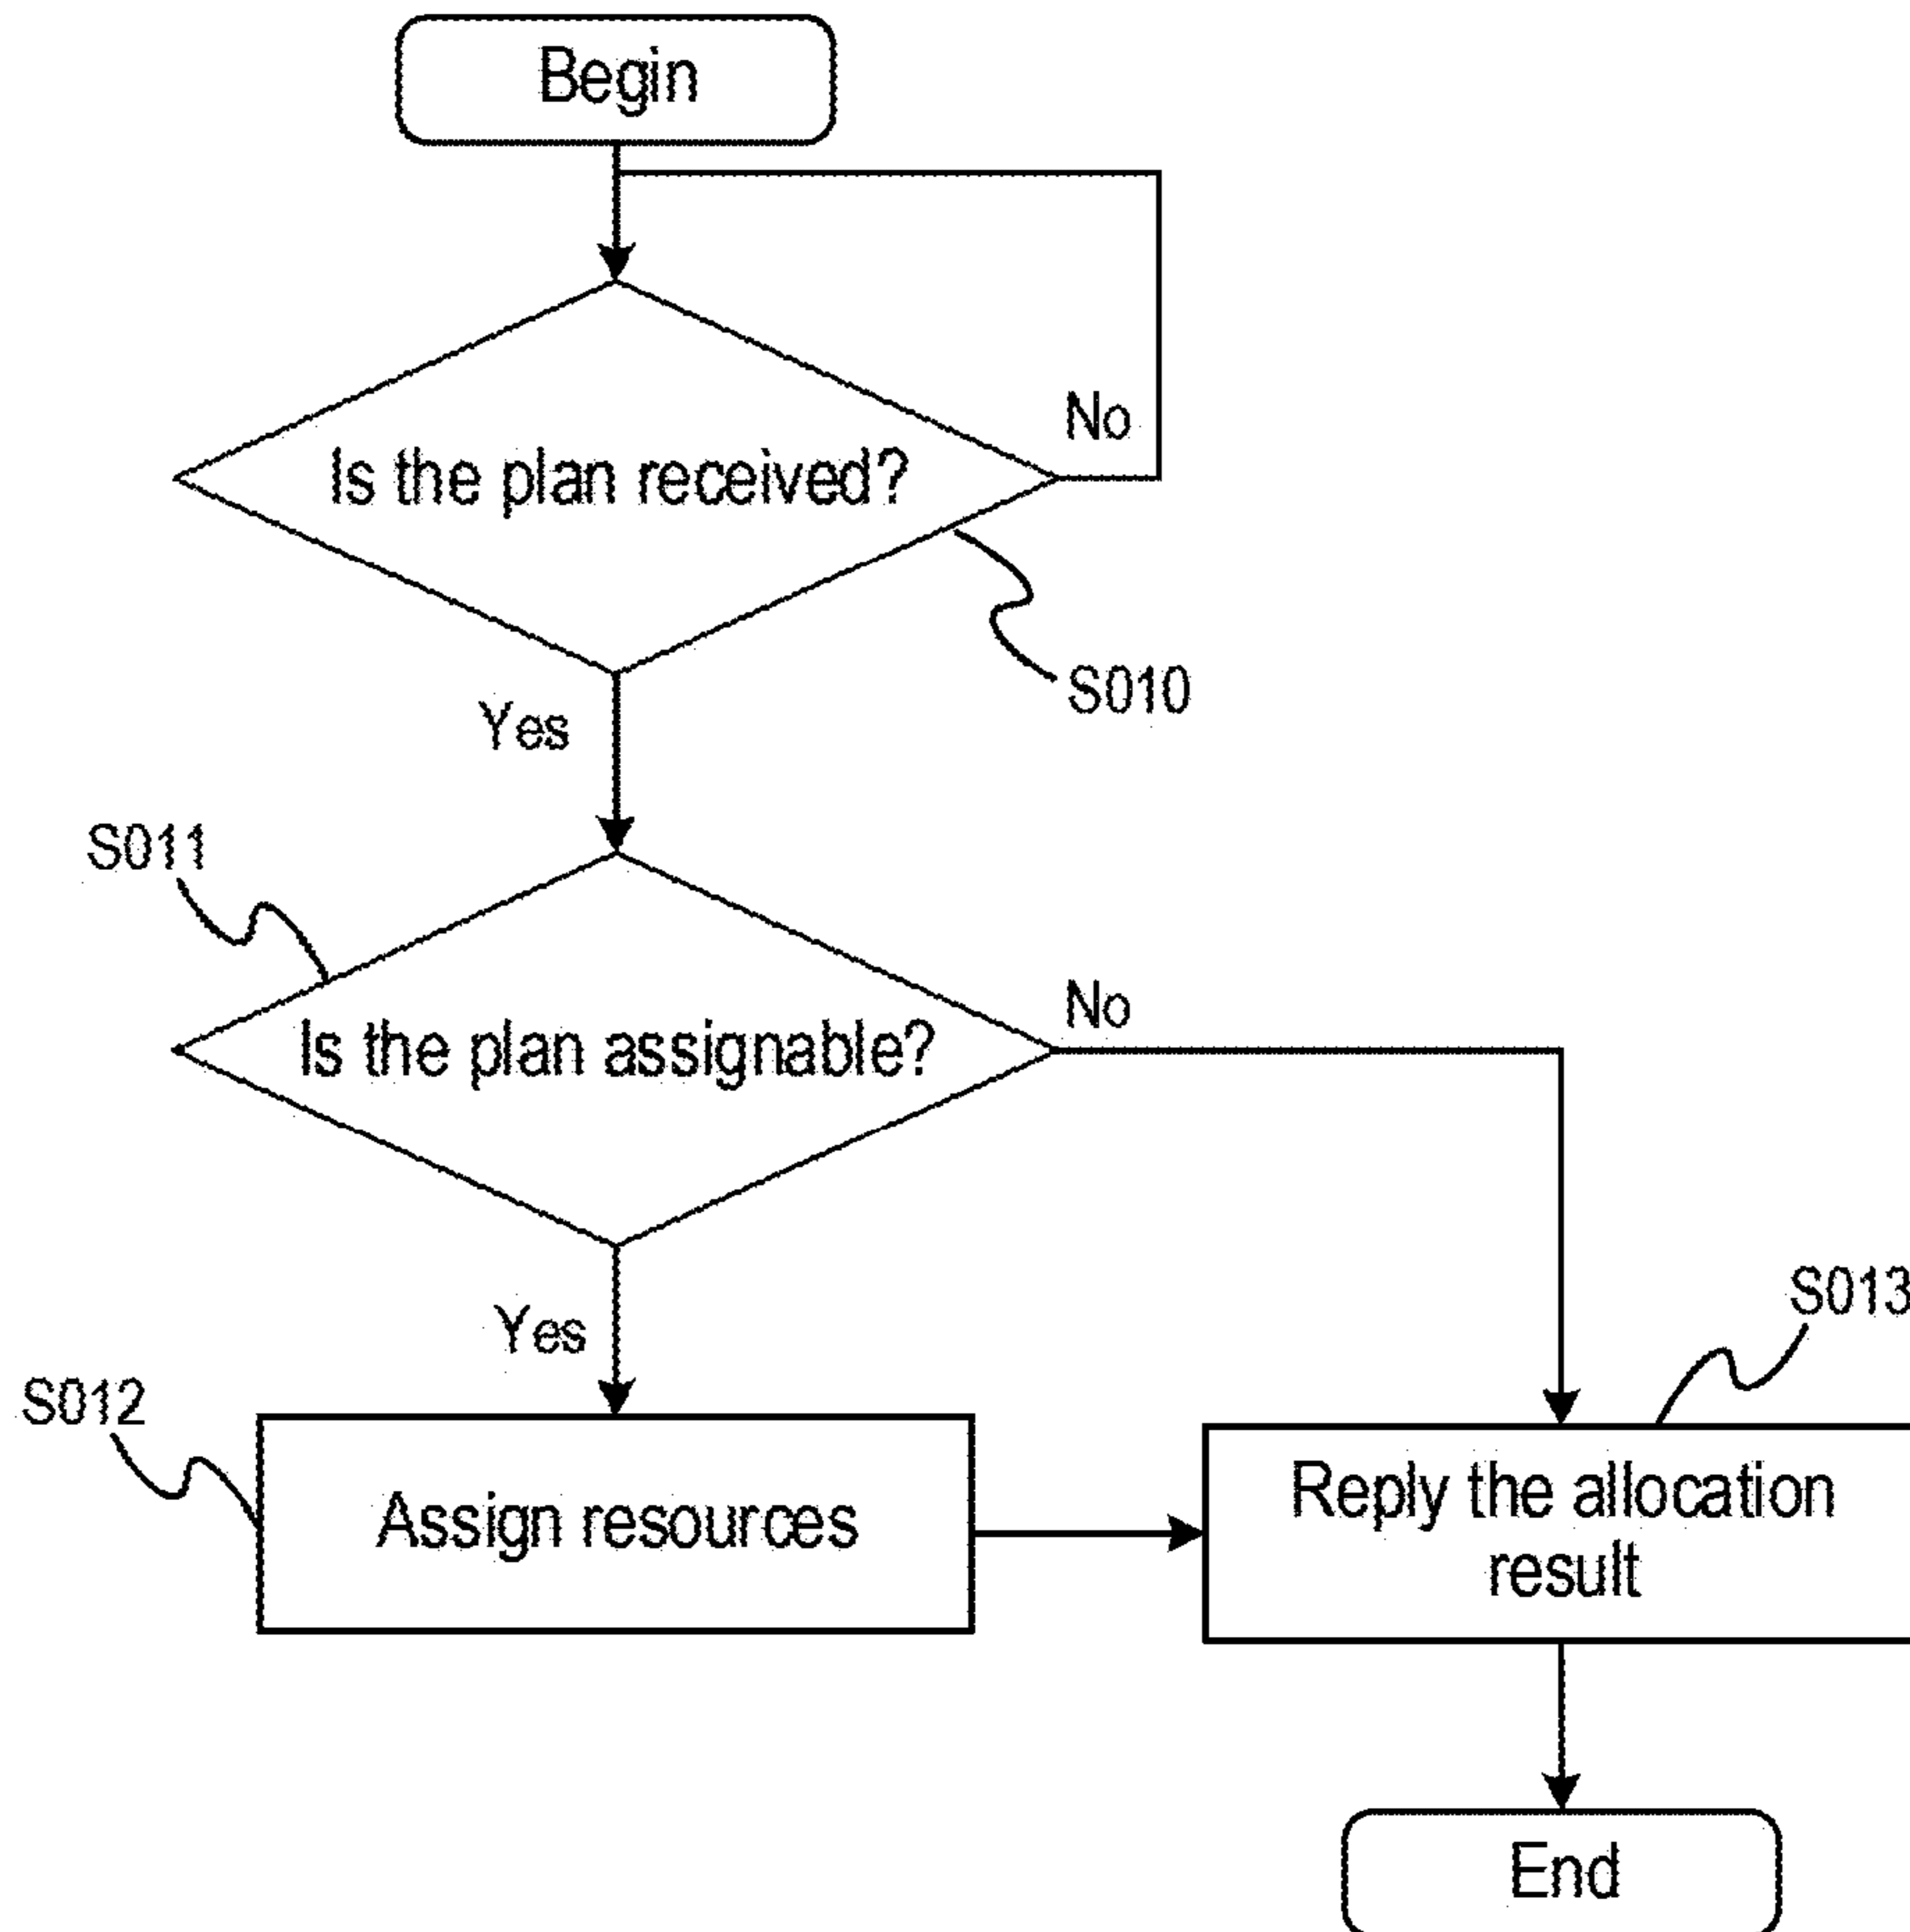 Begin
No
Is the plan received?
S010
Yes
S011
No
Is the plan assignable?
S013
Yes
S012
Reply the allocation
result
Assign resources
End